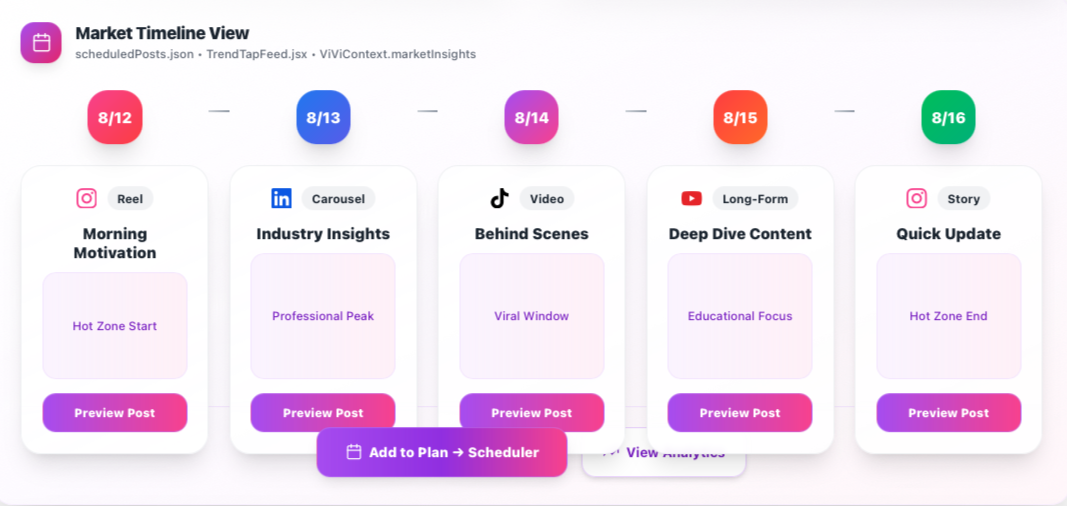 Market Timeline View
scheduledPosts.json • TrendTapFeed.jsx • ViViContext.marketInsights
8/12
8/13
8/14
8/15
8/16
Reel
Carousel
Video
Long-Form
Story
Morning
Motivation
Industry Insights
Behind Scenes
Deep Dive Content
Quick Update
Hot Zone Start
Professional Peak
Viral Window
Educational Focus
Hot Zone End
Preview Post
Preview Post
Preview Post
Preview Post
Preview Post
Add to Plan → Scheduler
View Analytics